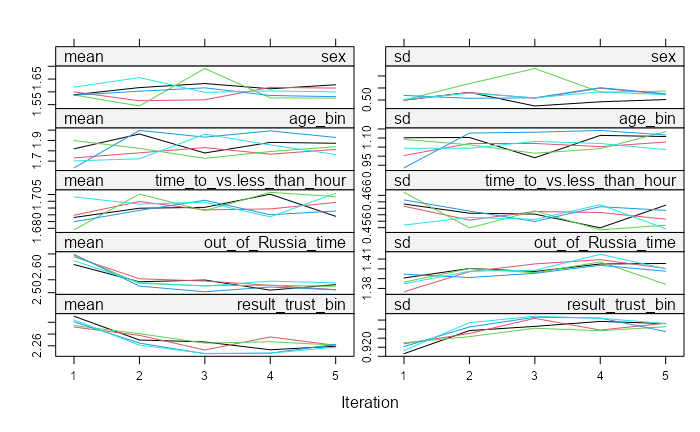 mean sex
sd sex
1.55 1.65
0.50
mean age_bin
sd age_bin
1.7 1.9
0.95 1.10
mean time_to_vs.less_than_hour
sd time_to_vs.less_than_hour
1.680 1.705
0.456 0.466
mean out_of_Russia_time
sd out_of_Russia_time
2.50 2.60
1.38 1.41
mean result_trust_bin
sd result_trust_bin
2.26
0.920
1 2 3 4 5
1 2 3 4 5
Iteration